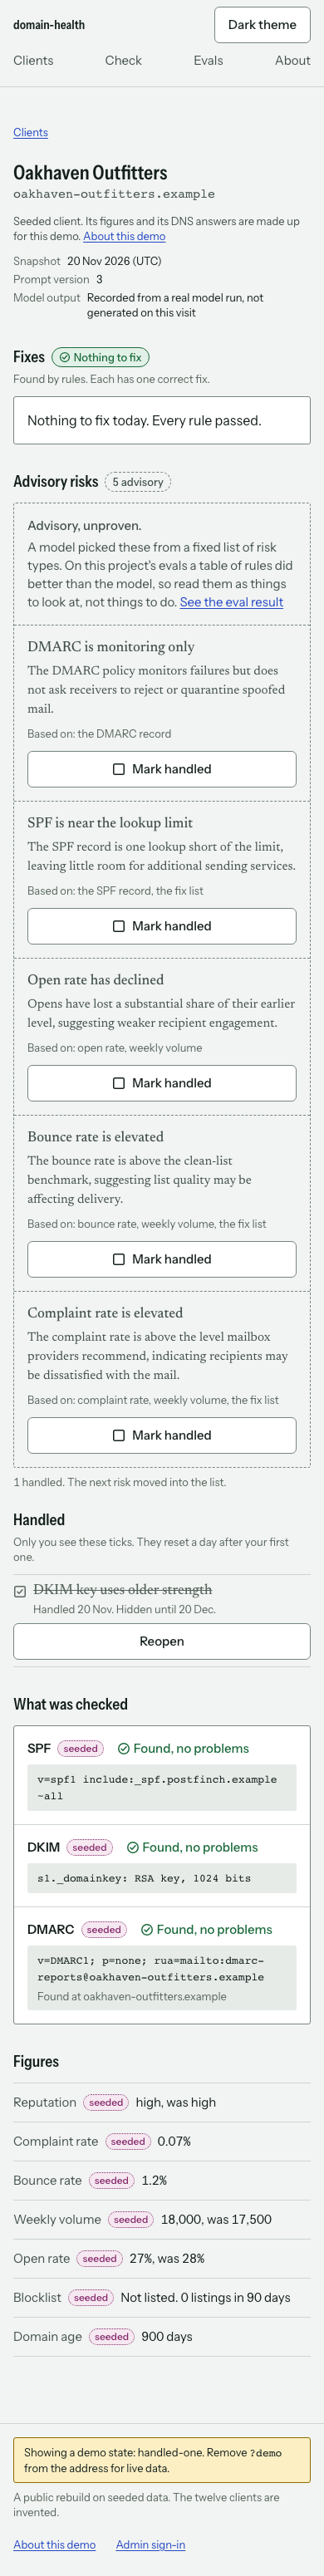 domain-health
Dark theme
Clients
Check
Evals
About
Clients
Oakhaven Outfitters
oakhaven-outfitters.example
Seeded client. Its figures and its DNS answers are made up
for this demo. About this demo
Snapshot 20 Nov 2026 (UTC)
Prompt version 3
Model output Recorded from a real model run, not
generated on this visit
Fixes Nothing to fix
Found by rules. Each has one correct fix.
Nothing to fix today. Every rule passed.
Advisory risks 5 advisory
Advisory, unproven.
A model picked these from a fixed list of risk
types. On this project's evals a table of rules did
better than the model, so read them as things
to look at, not things to do. See the eval result
DMARC is monitoring only
The DMARC policy monitors failures but does
not ask receivers to reject or quarantine spoofed
mail.
Based on: the DMARC record
Mark handled
SPF is near the lookup limit
The SPF record is one lookup short of the limit,
leaving little room for additional sending services.
Based on: the SPF record, the fix list
Mark handled
Open rate has declined
Opens have lost a substantial share of their earlier
level, suggesting weaker recipient engagement.
Based on: open rate, weekly volume
Mark handled
Bounce rate is elevated
The bounce rate is above the clean-list
benchmark, suggesting list quality may be
affecting delivery.
Based on: bounce rate, weekly volume, the fix list
Mark handled
Complaint rate is elevated
The complaint rate is above the level mailbox
providers recommend, indicating recipients may
be dissatisfied with the mail.
Based on: complaint rate, weekly volume, the fix list
Mark handled
1 handled. The next risk moved into the list.
Handled
Only you see these ticks. They reset a day after your first
one.
DKIM key uses older strength
Handled 20 Nov. Hidden until 20 Dec.
Reopen
What was checked
SPF seeded Found, no problems
v=spf1 include:_spf.postfinch.example
~all
DKIM seeded Found, no problems
s1._domainkey: RSA key, 1024 bits
DMARC seeded Found, no problems
v=DMARC1; p=none; rua=mailto:dmarc-
reports@oakhaven-outfitters.example
Found at oakhaven-outfitters.example
Figures
Reputation seeded high, was high
Complaint rate seeded 0.07%
Bounce rate seeded 1.2%
Weekly volume seeded 18,000, was 17,500
Open rate seeded 27%, was 28%
Blocklist seeded Not listed. 0 listings in 90 days
Domain age seeded 900 days
Showing a demo state: handled-one. Remove ?demo
from the address for live data.
A public rebuild on seeded data. The twelve clients are
invented.
About this demo
Admin sign-in